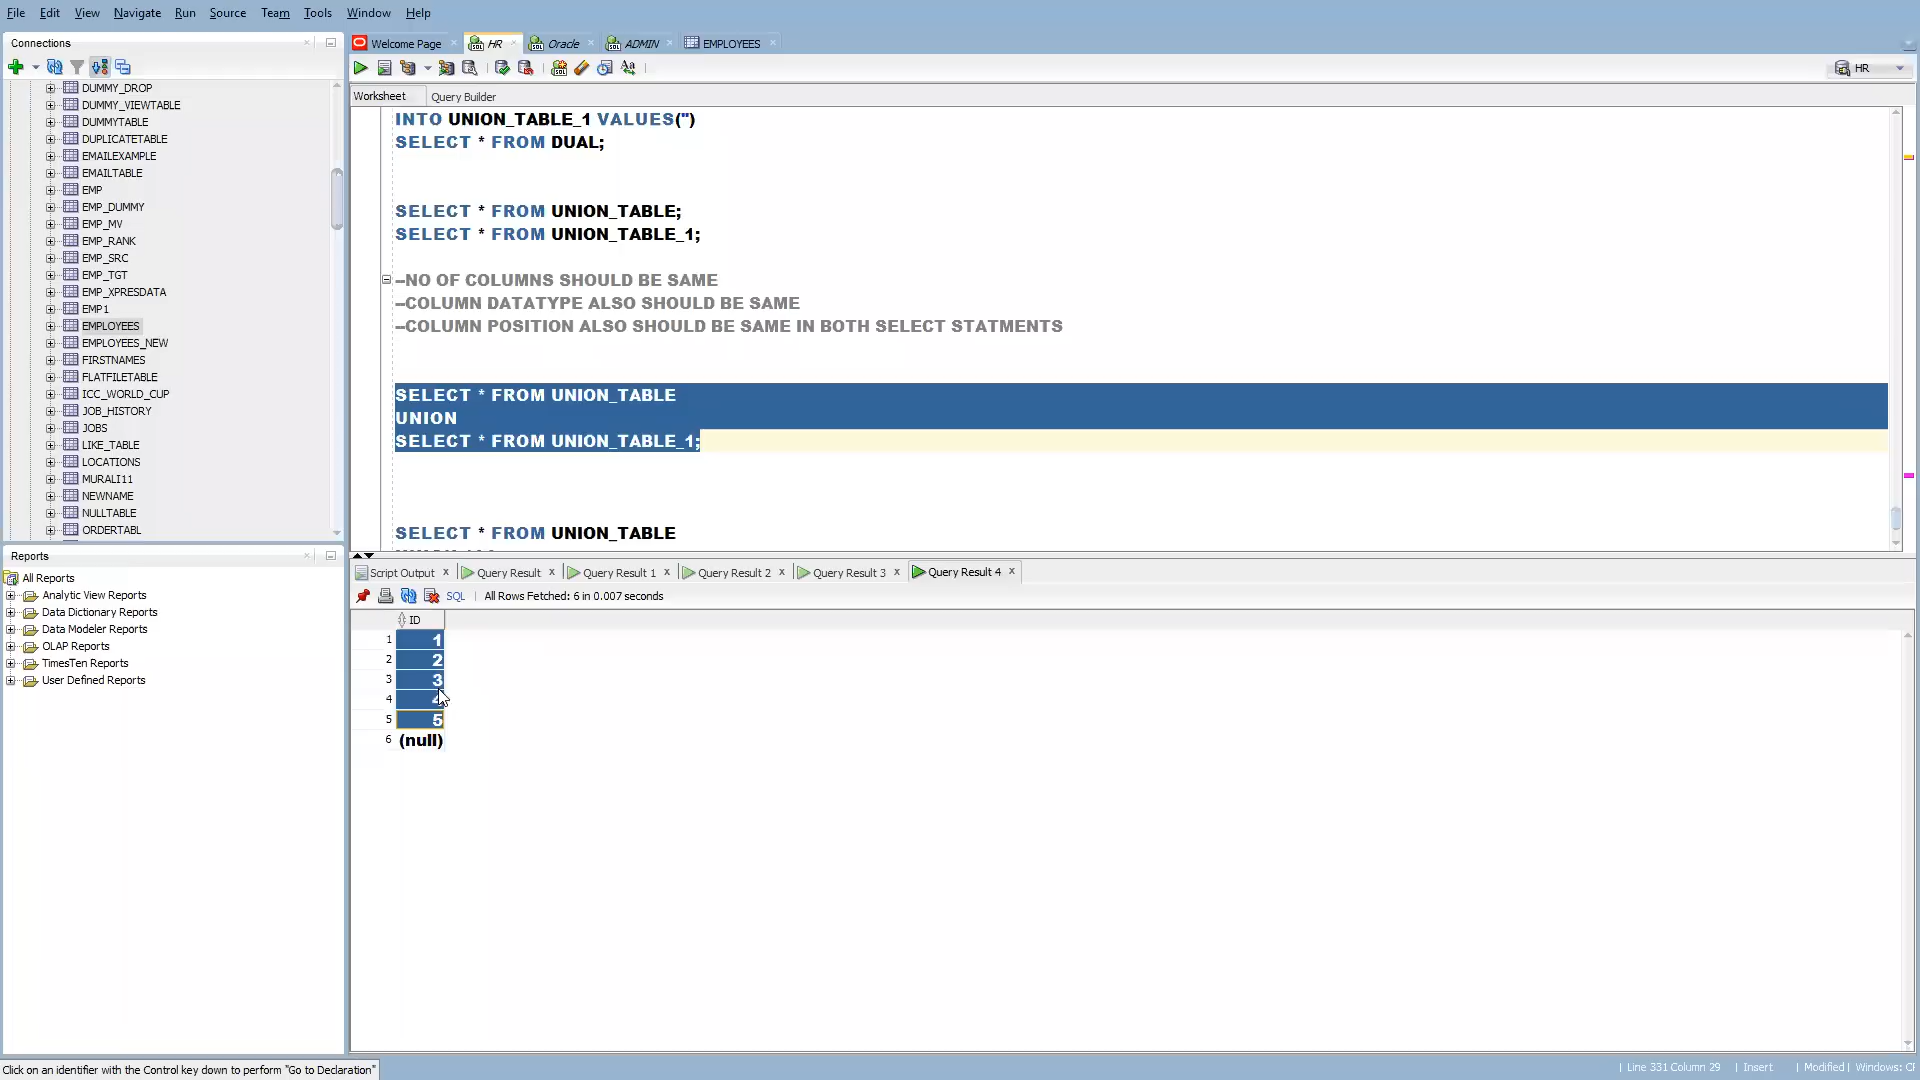 File Edit View Navigate Run Source Team Tools Window Help
Connections
Welcome Page HR Oracle ADMIN EMPLOYEES
HR
Worksheet Query Builder
DUMMY_DROP
DUMMY_VIEWTABLE
DUMMYTABLE
DUPLICATETABLE
EMAILEXAMPLE
EMAILTABLE
EMP
EMP_DUMMY
EMP_MV
EMP_RANK
EMP_SRC
EMP_TGT
EMP_XPRESDATA
EMP1
EMPLOYEES
EMPLOYEES_NEW
FIRSTNAMES
FLATFILETABLE
ICC_WORLD_CUP
JOB_HISTORY
JOBS
LIKE_TABLE
LOCATIONS
MURALI11
NEWNAME
NULLTABLE
ORDERTABL
INTO UNION_TABLE_1 VALUES('')
SELECT * FROM DUAL;
SELECT * FROM UNION_TABLE;
SELECT * FROM UNION_TABLE_1;
--NO OF COLUMNS SHOULD BE SAME
--COLUMN DATATYPE ALSO SHOULD BE SAME
--COLUMN POSITION ALSO SHOULD BE SAME IN BOTH SELECT STATMENTS
SELECT * FROM UNION_TABLE
UNION
SELECT * FROM UNION_TABLE_1;
SELECT * FROM UNION_TABLE
Reports
All Reports
Analytic View Reports
Data Dictionary Reports
Data Modeler Reports
OLAP Reports
TimesTen Reports
User Defined Reports
Script Output Query Result Query Result 1 Query Result 2 Query Result 3 Query Result 4
SQL All Rows Fetched: 6 in 0.007 seconds
ID
1 1
2 2
3 3
4
5 5
6 (null)
Click on an identifier with the Control key down to perform "Go to Declaration"
Line 331 Column 29 Insert Modified Windows: